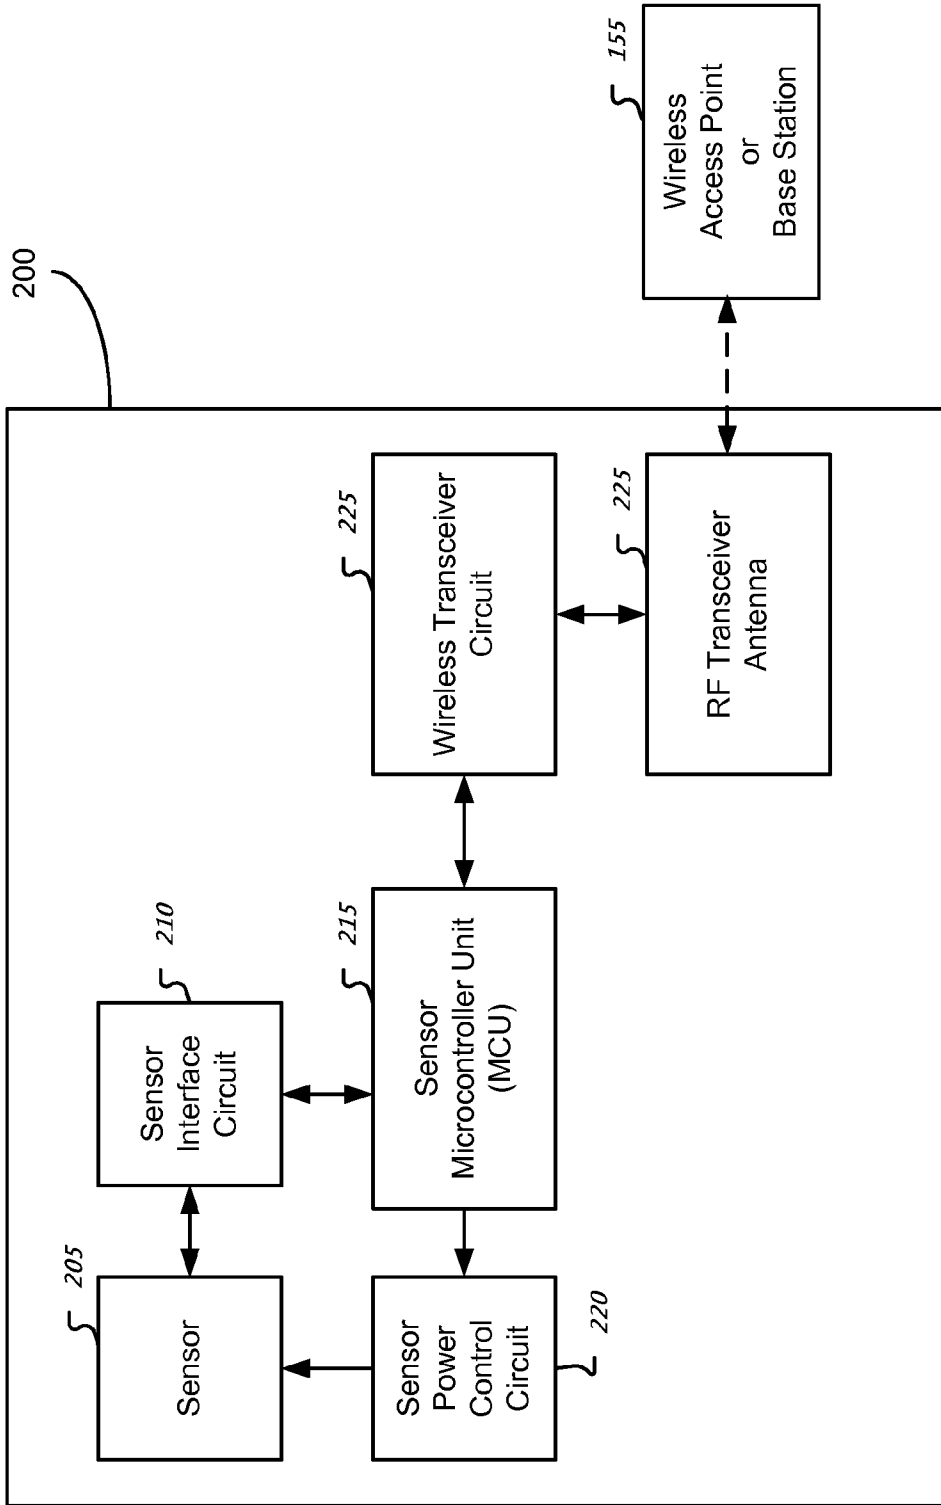 200
205
Sensor
210
Sensor
Interface
Circuit
220
Sensor
Power
Control
Circuit
215
Sensor
Microcontroller Unit
(MCU)
225
Wireless Transceiver
Circuit
225
RF Transceiver
Antenna
155
Wireless
Access Point
or
Base Station